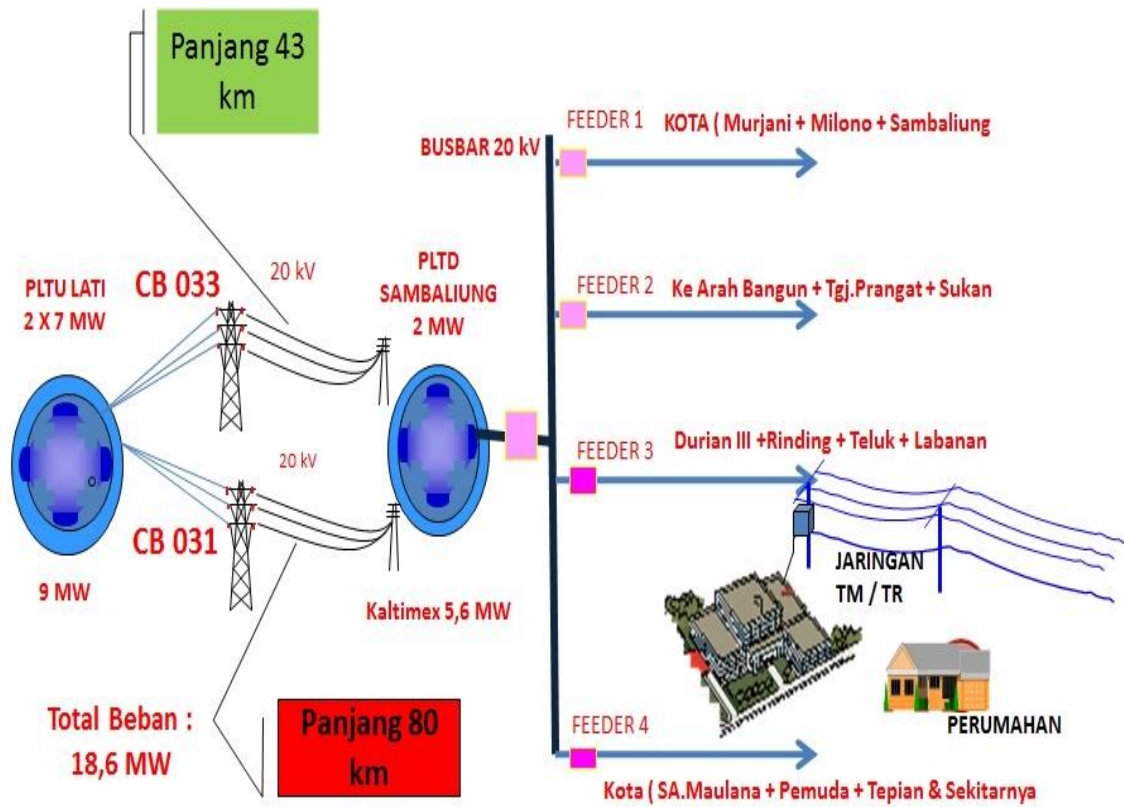 Panjang 43
km
FEEDER 1
KOTA ( Murjani + Milono + Sambaliung
BUSBAR 20 kV
PLTU LATI
2 X 7 MW
CB 033
20 kV
PLTD
SAMBALIUNG
2 MW
FEEDER 2
Ke Arah Bangun + Tgj.Prangat + Sukan
FEEDER 3
Durian III +Rinding + Teluk + Labanan
20 kV
CB 031
9 MW
Kaltimex 5,6 MW
JARINGAN
TM / TR
Total Beban :
18,6 MW
Panjang 80
km
FEEDER 4
PERUMAHAN
Kota ( SA.Maulana + Pemuda + Tepian & Sekitarnya